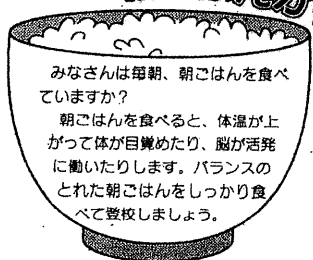 みなさんは毎朝、朝ごはんを食べ
ていますか？
朝ごはんを食べると、体温が上
がって体が目覚めたり、脳が活発
に働いたりします。バランスの
とれた朝ごはんをしっかり食
べて登校しましょう。